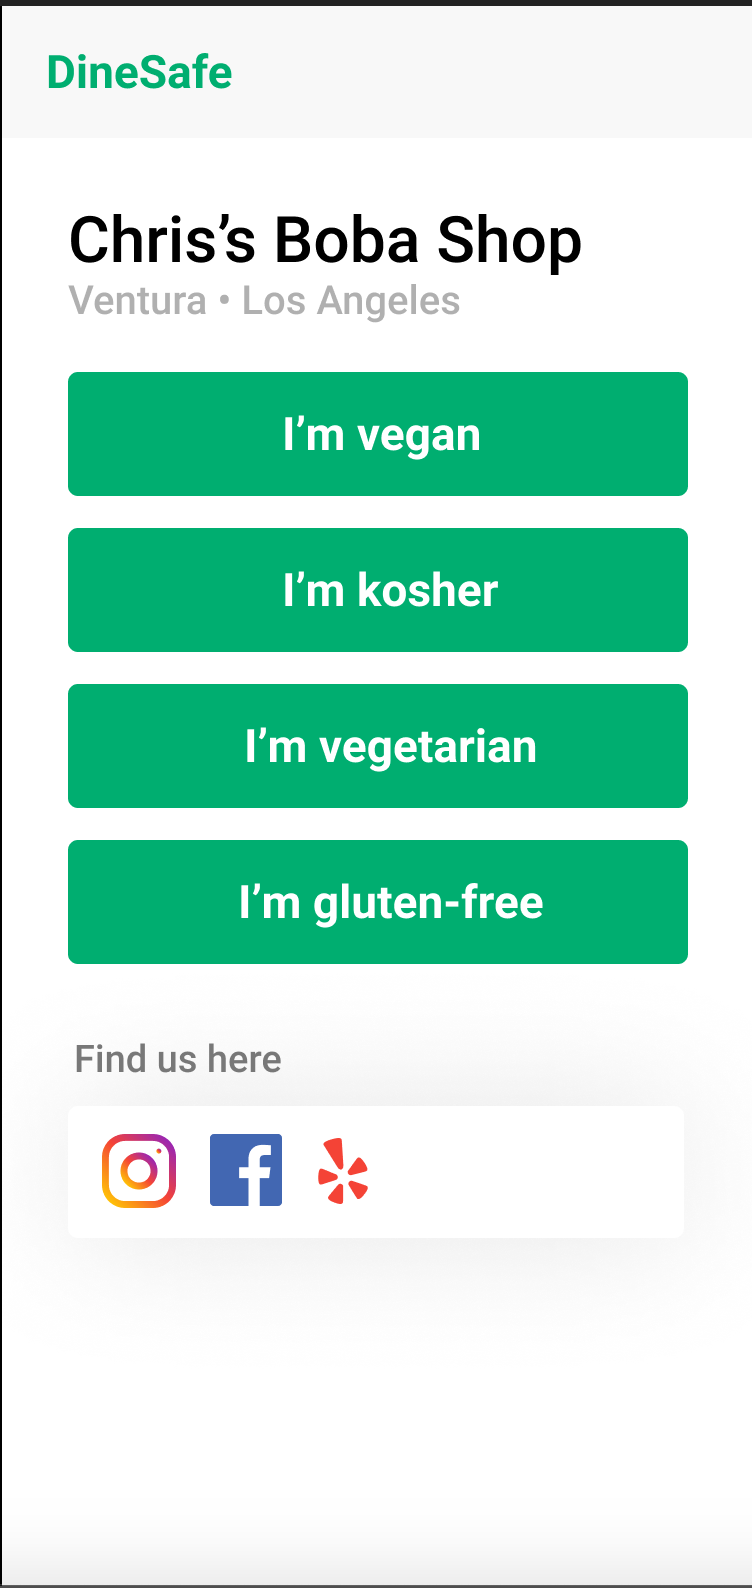 DineSafe
Chris’s Boba Shop
Ventura • Los Angeles
I’m vegan
I’m kosher
I’m vegetarian
I’m gluten-free
Find us here